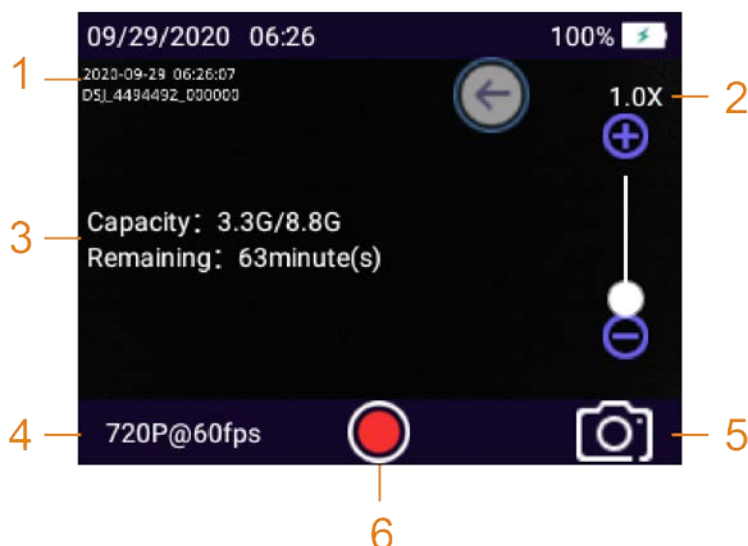 09/29/2020 06:26 100%
1 2020-09-29 06:26:07
DSJ_4494492_000000
1.0X 2
3 Capacity: 3.3G/8.8G
Remaining: 63minute(s)
4 720P@60fps 5
6